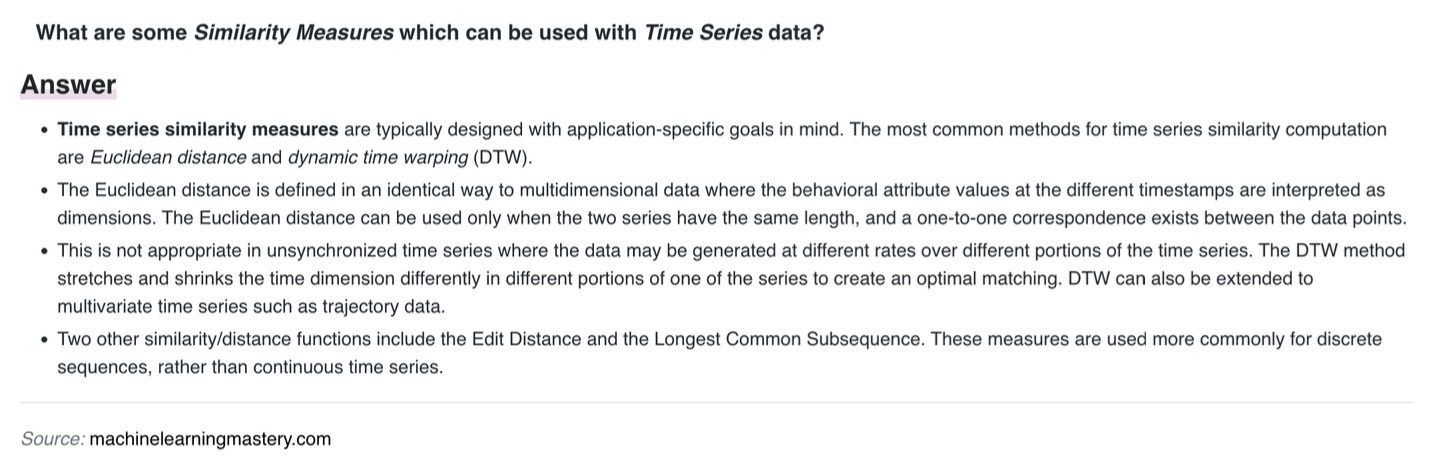 What are some Similarity Measures which can be used with Time Series data?
Answer
• Time series similarity measures are typically designed with application-specific goals in mind. The most common methods for time series similarity computation
are Euclidean distance and dynamic time warping (DTW).
• The Euclidean distance is defined in an identical way to multidimensional data where the behavioral attribute values at the different timestamps are interpreted as
dimensions. The Euclidean distance can be used only when the two series have the same length, and a one-to-one correspondence exists between the data points.
• This is not appropriate in unsynchronized time series where the data may be generated at different rates over different portions of the time series. The DTW method
stretches and shrinks the time dimension differently in different portions of one of the series to create an optimal matching. DTW can also be extended to
multivariate time series such as trajectory data.
• Two other similarity/distance functions include the Edit Distance and the Longest Common Subsequence. These measures are used more commonly for discrete
sequences, rather than continuous time series.
Source: machinelearningmastery.com